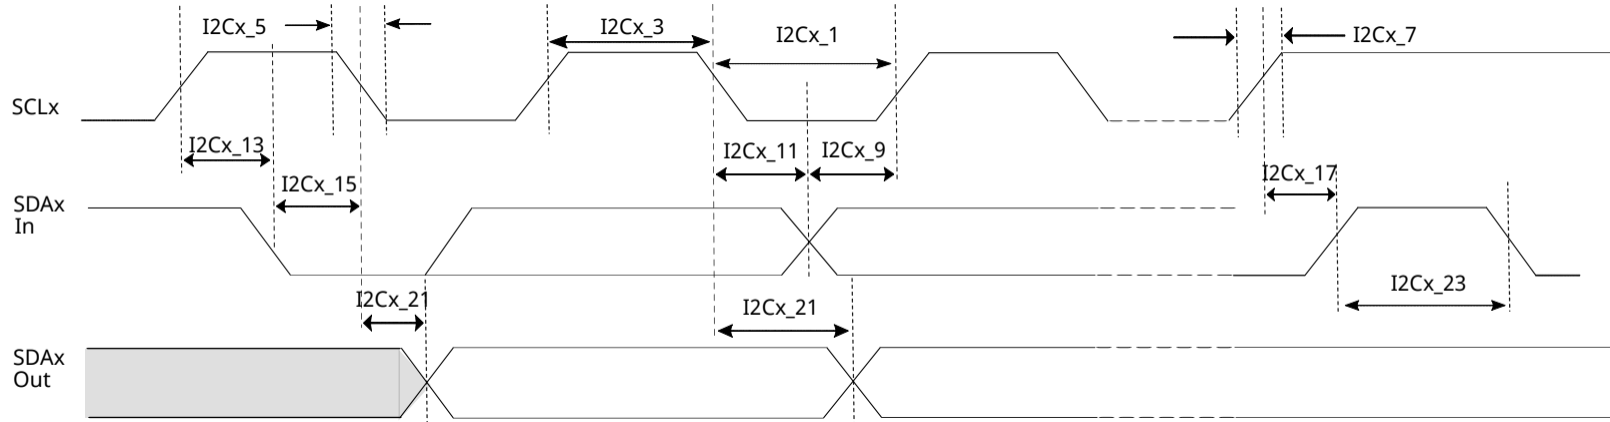 I2Cx_5
I2Cx_3
I2Cx_1
I2Cx_7
SCLx
I2Cx_13
I2Cx_11
I2Cx_9
I2Cx_15
I2Cx_17
SDAx
In
I2Cx_21
I2Cx_21
I2Cx_23
SDAx
Out